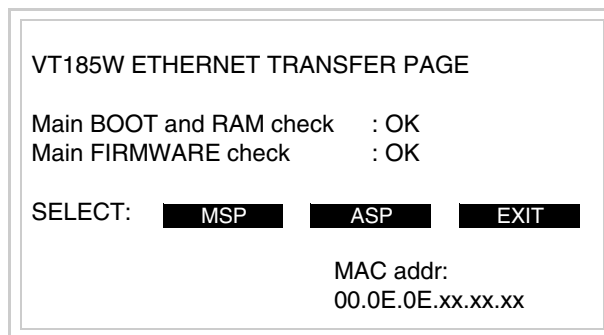 VT185W ETHERNET TRANSFER PAGE
Main BOOT and RAM check : OK
Main FIRMWARE check : OK
SELECT: MSP ASP EXIT
MAC addr:
00.0E.0E.xx.xx.xx